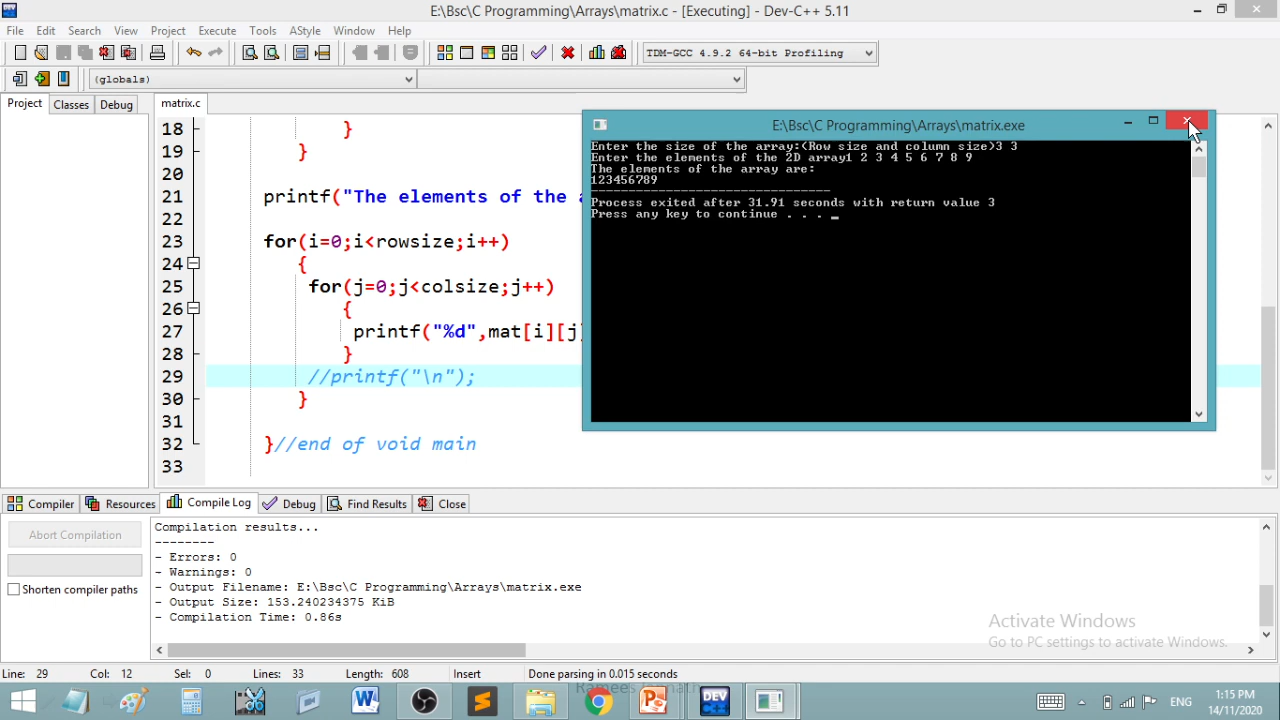 E:\Bsc\C Programming\Arrays\matrix.c - [Executing] - Dev-C++ 5.11
File Edit Search View Project Execute Tools AStyle Window Help
TDM-GCC 4.9.2 64-bit Profiling
(globals)
Project Classes Debug matrix.c
18 }
19 }
20
21 printf("The elements of the
22
23 for(i=0;i<rowsize;i++)
24 {
25 for(j=0;j<colsize;j++)
26 {
27 printf("%d",mat[i][j]
28 }
29 //printf("\n");
30 }
31
32 }//end of void main
33
E:\Bsc\C Programming\Arrays\matrix.exe
Enter the size of the array:(Row size and column size)3 3
Enter the elements of the 2D array1 2 3 4 5 6 7 8 9
The elements of the array are:
123456789
--------------------------------
Process exited after 31.91 seconds with return value 3
Press any key to continue . . . _
Compiler Resources Compile Log Debug Find Results Close
Abort Compilation
Shorten compiler paths
Compilation results...
--------
- Errors: 0
- Warnings: 0
- Output Filename: E:\Bsc\C Programming\Arrays\matrix.exe
- Output Size: 153.240234375 KiB
- Compilation Time: 0.86s
Activate Windows
Go to PC settings to activate Windows.
Line: 29 Col: 12 Sel: 0 Lines: 33 Length: 608 Insert Done parsing in 0.015 seconds
DEV C++
ENG
1:15 PM
14/11/2020